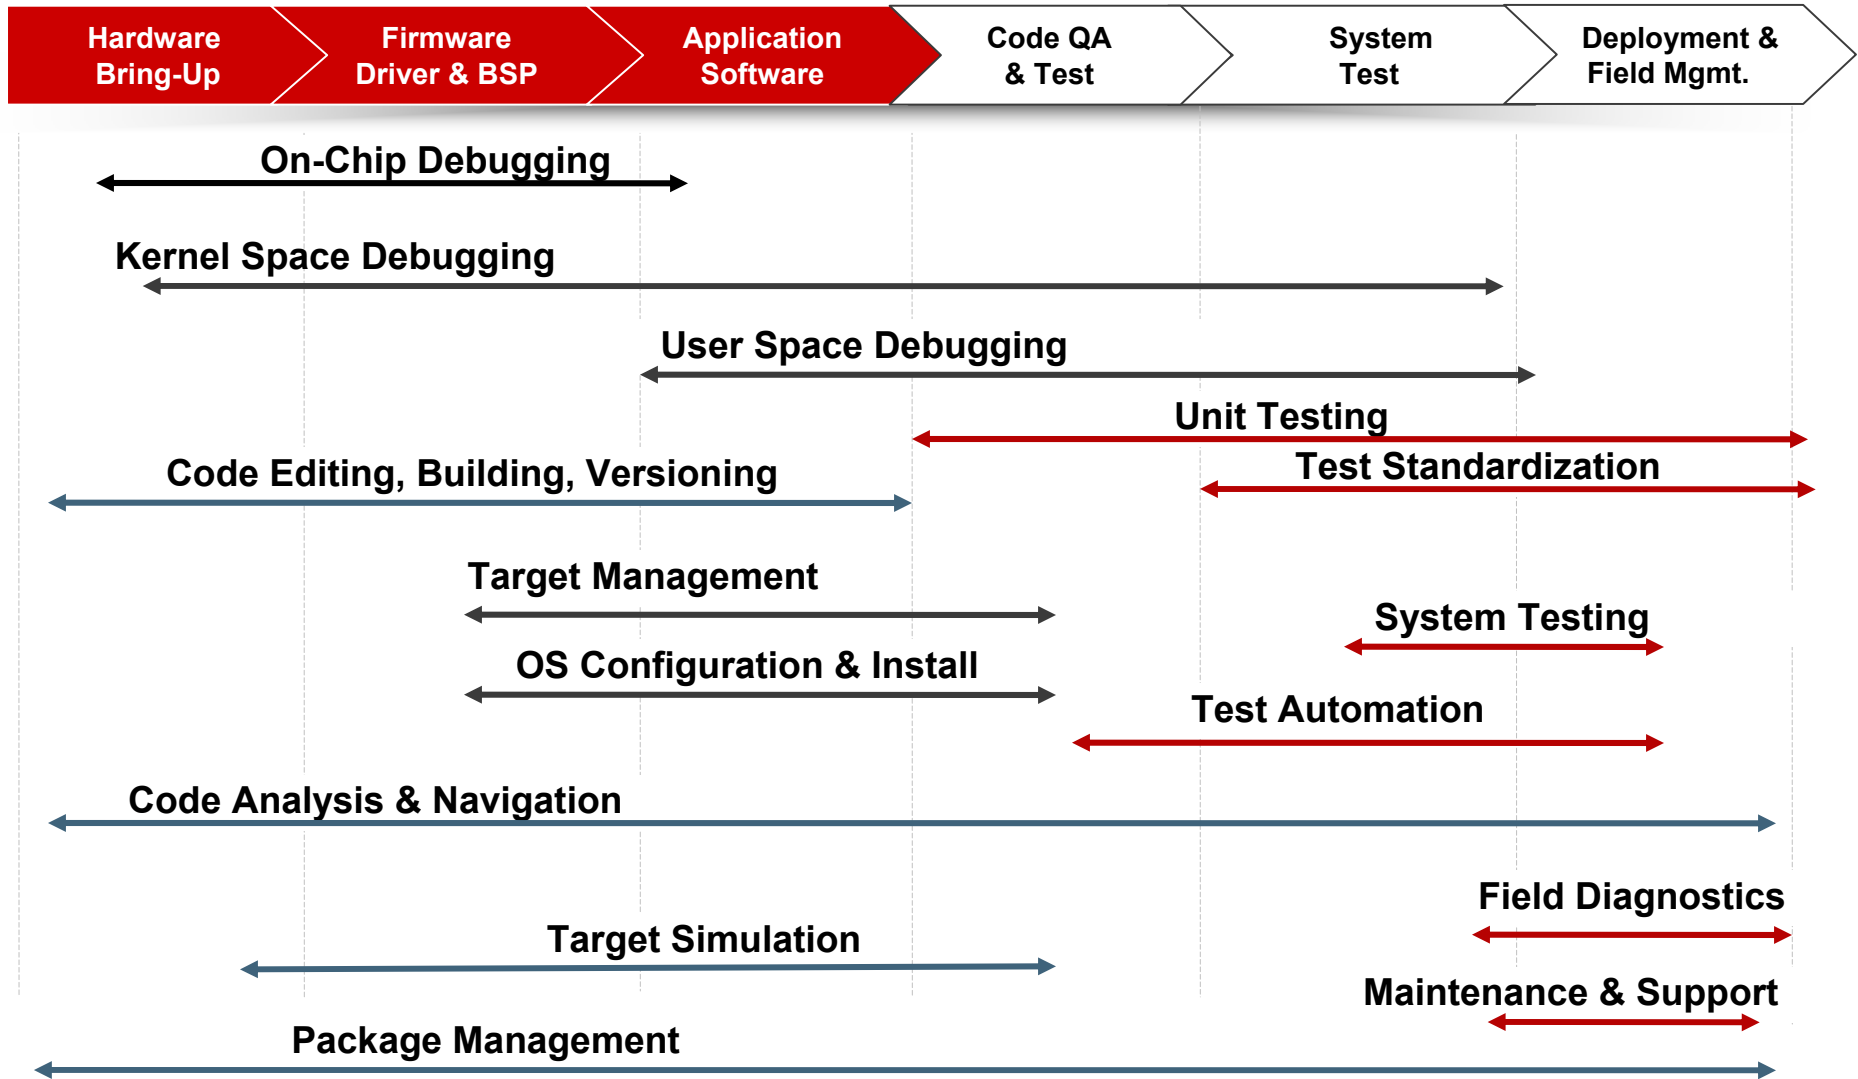 Hardware
Bring-Up
Firmware
Driver & BSP
Application
Software
Code QA
& Test
System
Test
Deployment &
Field Mgmt.
On-Chip Debugging
Kernel Space Debugging
User Space Debugging
Unit Testing
Code Editing, Building, Versioning
Test Standardization
Target Management
System Testing
OS Configuration & Install
Test Automation
Code Analysis & Navigation
Field Diagnostics
Target Simulation
Maintenance & Support
Package Management